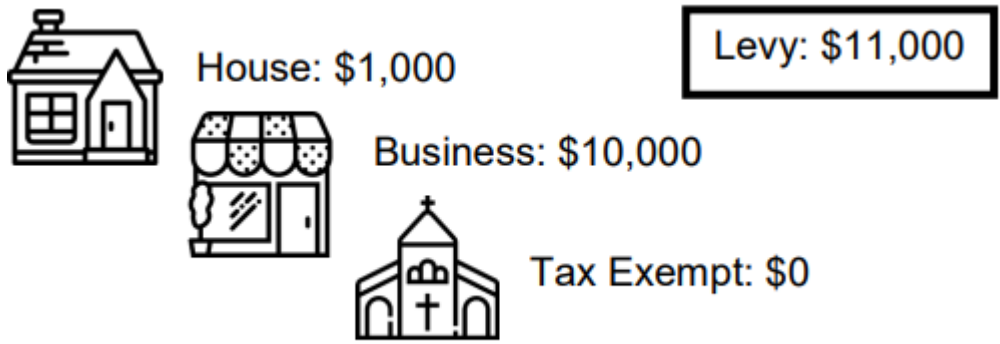 Levy: $11,000
House: $1,000
Business: $10,000
Tax Exempt: $0